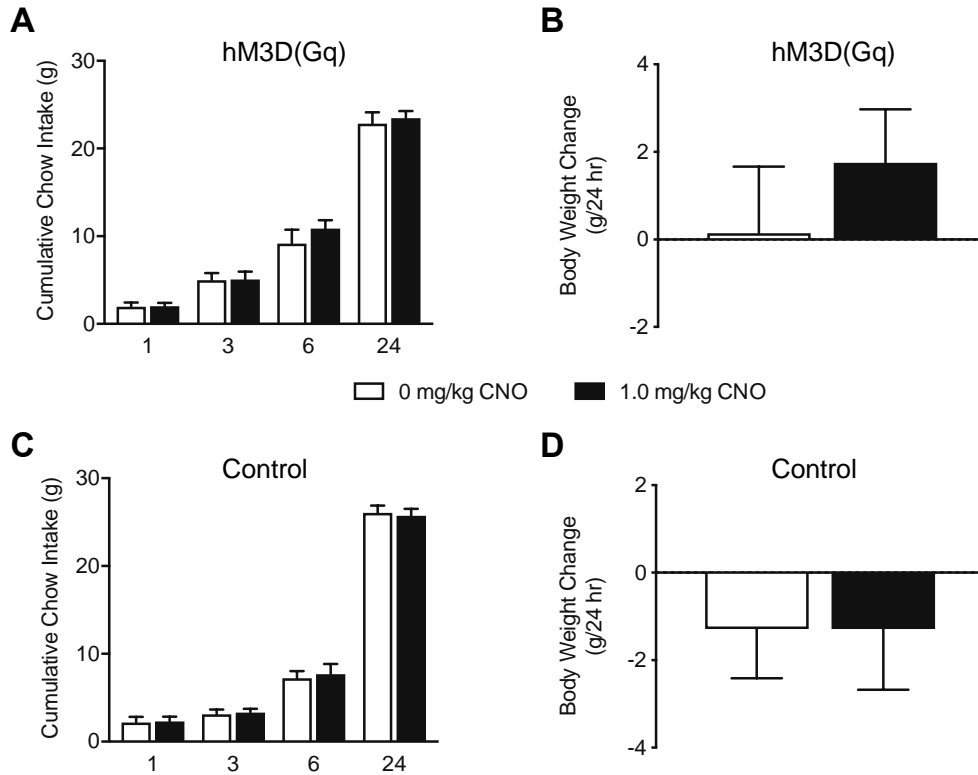 A
hM3D(Gq)
Cumulative Chow Intake (g)
30
20
10
0
1 3 6 24
B
hM3D(Gq)
Body Weight Change
(g/24 hr)
4
2
0
-2
0 mg/kg CNO 1.0 mg/kg CNO
C
Control
Cumulative Chow Intake (g)
30
20
10
0
1 3 6 24
D
Control
Body Weight Change
(g/24 hr)
2
0
-2
-4